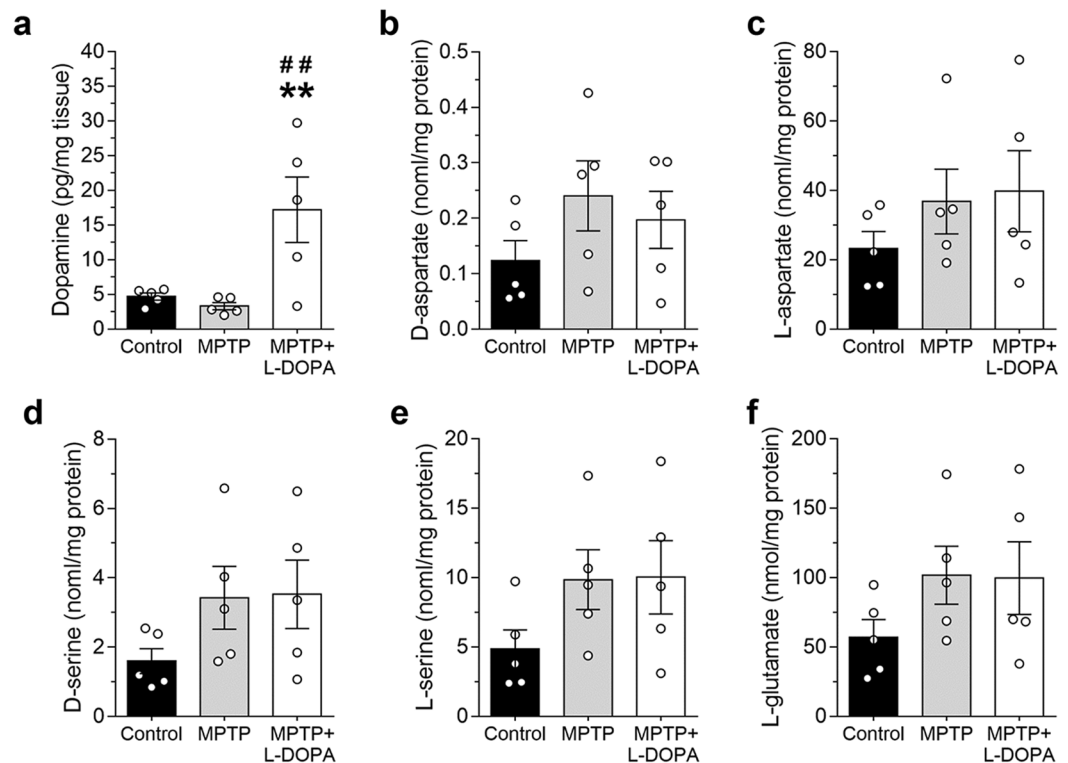 a
Dopamine (pg/mg tissue)
40
35
30
25
20
15
10
5
0
##
**
Control
MPTP
MPTP+
L-DOPA
b
D-aspartate (noml/mg protein)
0.5
0.4
0.3
0.2
0.1
0.0
Control
MPTP
MPTP+
L-DOPA
c
L-aspartate (noml/mg protein)
80
60
40
20
0
Control
MPTP
MPTP+
L-DOPA
d
D-serine (noml/mg protein)
8
6
4
2
0
Control
MPTP
MPTP+
L-DOPA
e
L-serine (noml/mg protein)
20
15
10
5
0
Control
MPTP
MPTP+
L-DOPA
f
L-glutamate (nmol/mg protein)
200
150
100
50
0
Control
MPTP
MPTP+
L-DOPA